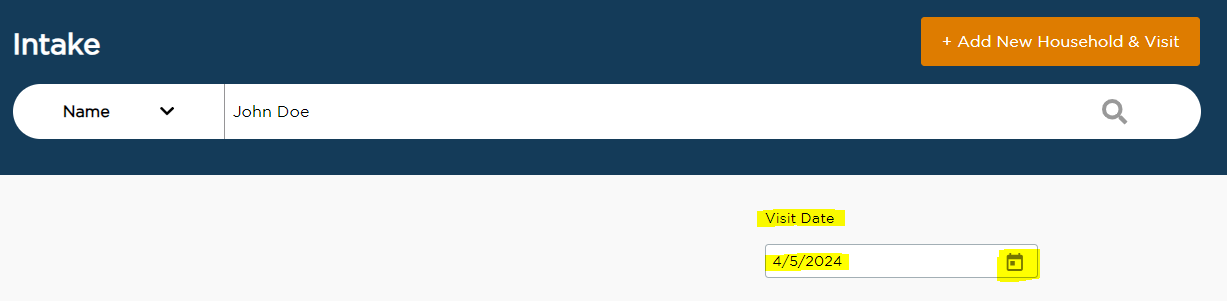 Intake
+ Add New Household & Visit
Name
John Doe
Visit Date
4/5/2024